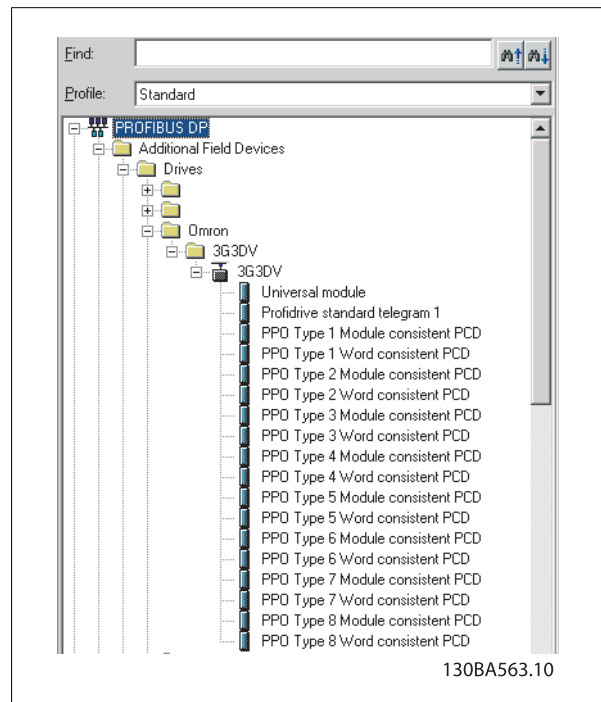 Find:
Profile: Standard
PROFIBUS DP
Additional Field Devices
Drives
Omron
3G3DV
3G3DV
Universal module
Profidrive standard telegram 1
PPO Type 1 Module consistent PCD
PPO Type 1 Word consistent PCD
PPO Type 2 Module consistent PCD
PPO Type 2 Word consistent PCD
PPO Type 3 Module consistent PCD
PPO Type 3 Word consistent PCD
PPO Type 4 Module consistent PCD
PPO Type 4 Word consistent PCD
PPO Type 5 Module consistent PCD
PPO Type 5 Word consistent PCD
PPO Type 6 Module consistent PCD
PPO Type 6 Word consistent PCD
PPO Type 7 Module consistent PCD
PPO Type 7 Word consistent PCD
PPO Type 8 Module consistent PCD
PPO Type 8 Word consistent PCD
130BA563.10